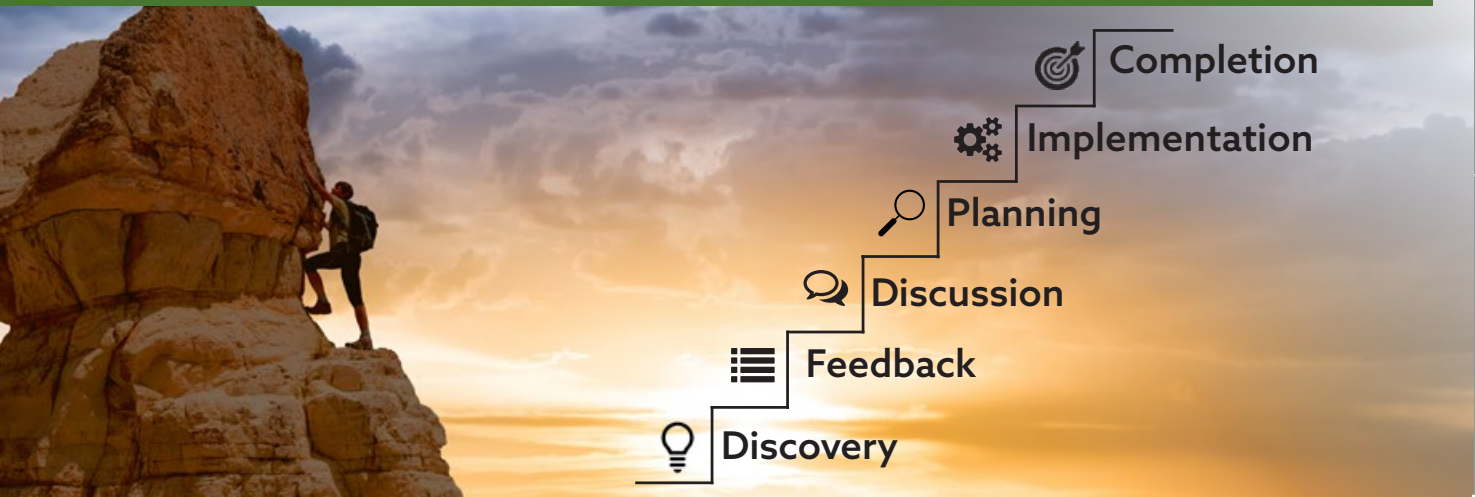 Completion
Implementation
Planning
Discussion
Feedback
Discovery